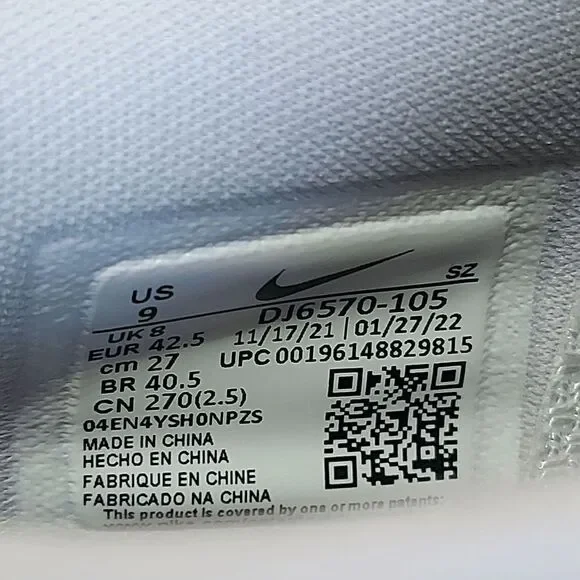 US
9
SZ
UK 8
DJ6570-105
EUR 42.5
11/17/21 | 01/27/22
cm 27
UPC 00196148829815
BR 40.5
CN 270(2.5)
04EN4YSH0NPZS
MADE IN CHINA
HECHO EN CHINA
FABRIQUE EN CHINE
FABRICADO NA CHINA
This product is covered by one or more patents: